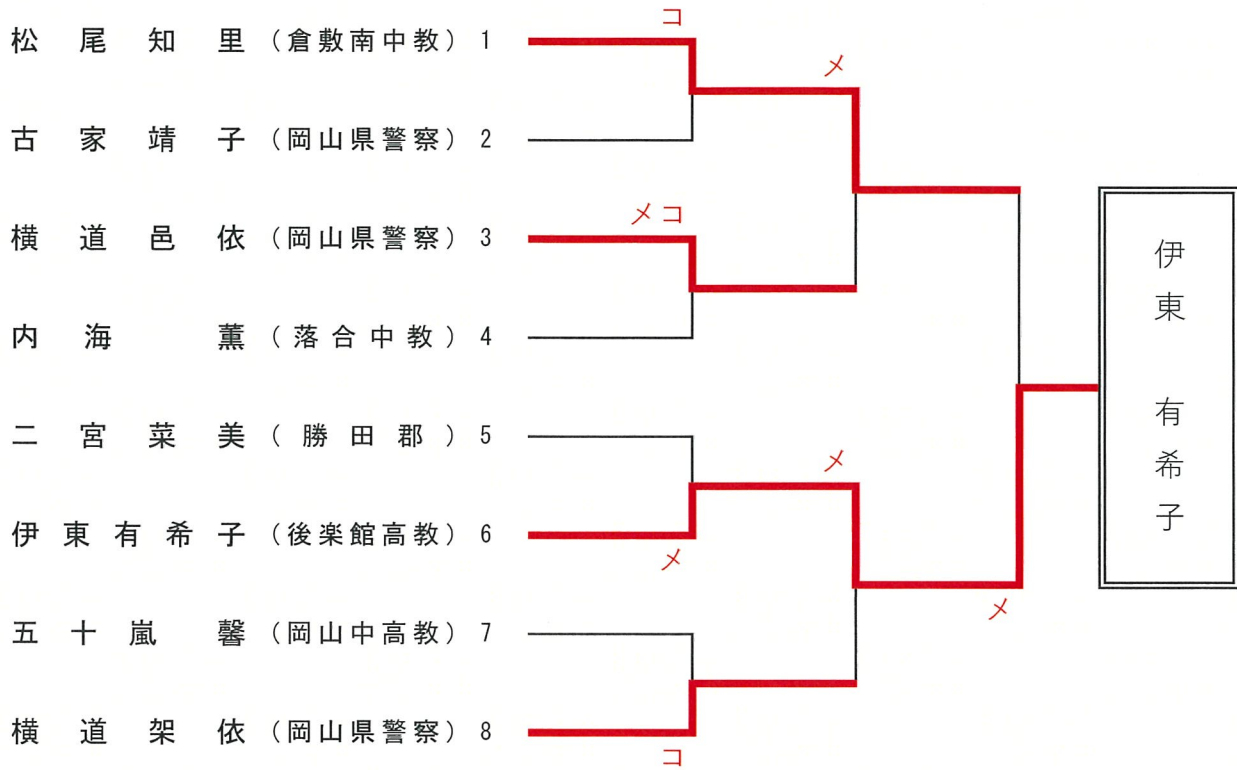 コ
松尾知里（倉敷南中教）1
メ
古家靖子（岡山県警察）2
メコ
横道邑依（岡山県警察）3
内海薫（落合中教）4
二宮菜美（勝田郡）5
メ
伊東有希子（後楽館高教）6
メ
五十嵐馨（岡山中高教）7
メ
横道架依（岡山県警察）8
コ
伊東有希子